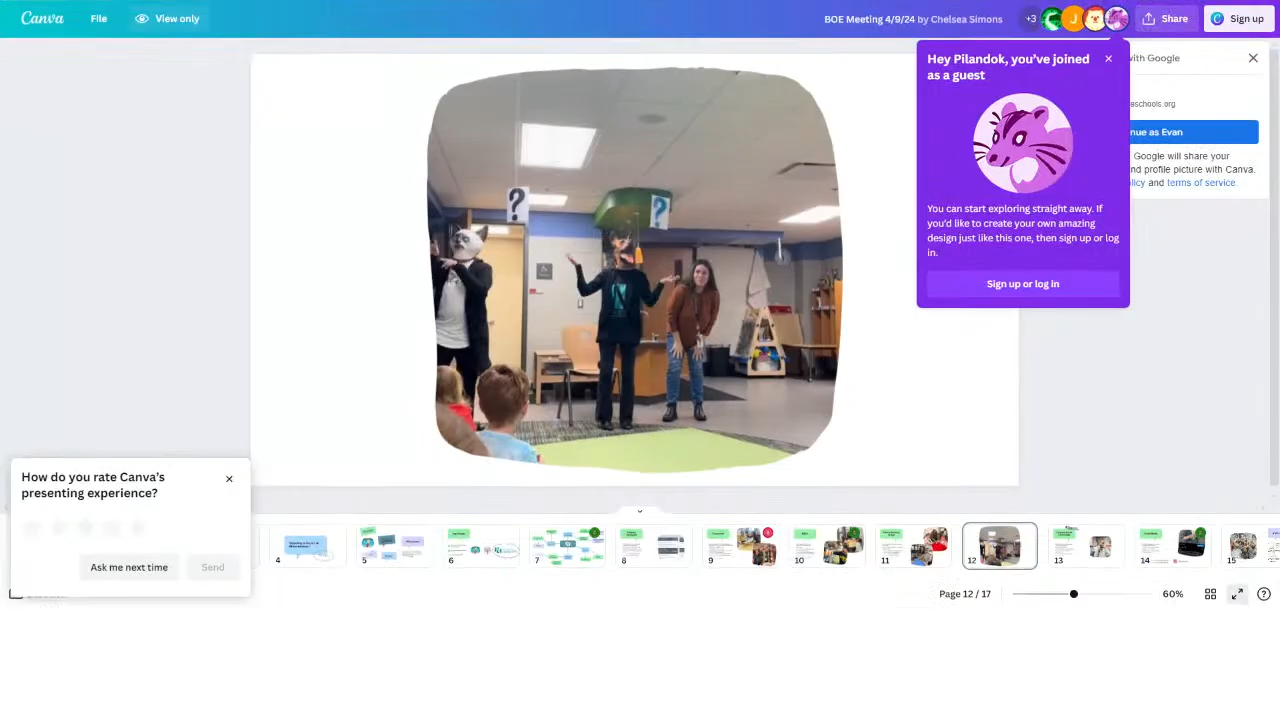 Canva
File
View only
BOE Meeting 4/9/24 by Chelsea Simons
+3
J
Share
Sign up
Hey Pilandok, you've joined
as a guest
with Google
eschools.org
nue as Evan
Google will share your
nd profile picture with Canva.
licy and terms of service.
You can start exploring straight away. If
you'd like to create your own amazing
design just like this one, then sign up or log
in.
Sign up or log in
?
?
N
How do you rate Canva's
presenting experience?
Ask me next time
Send
4
5
6
7
8
9
10
11
12
13
14
15
Page 12 / 17
60%